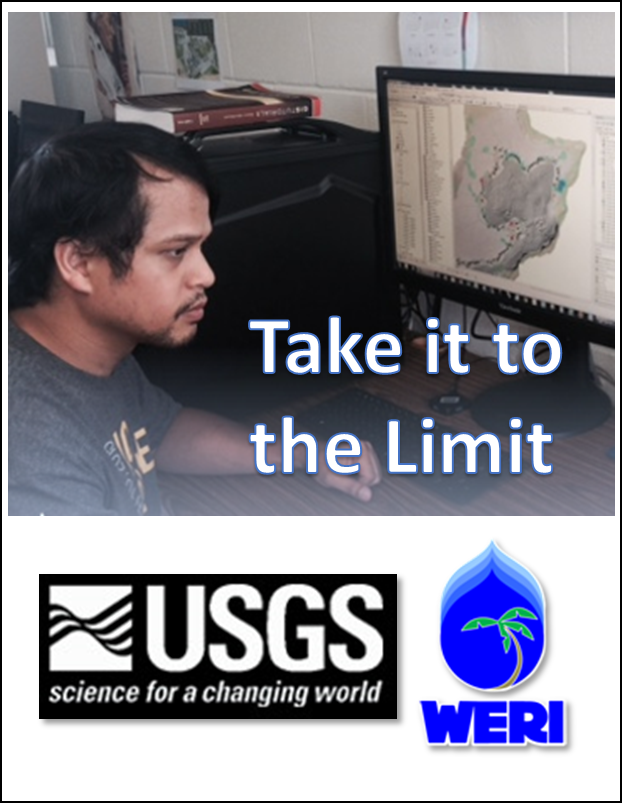 Take it to
the Limit
USGS
science for a changing world
WERI